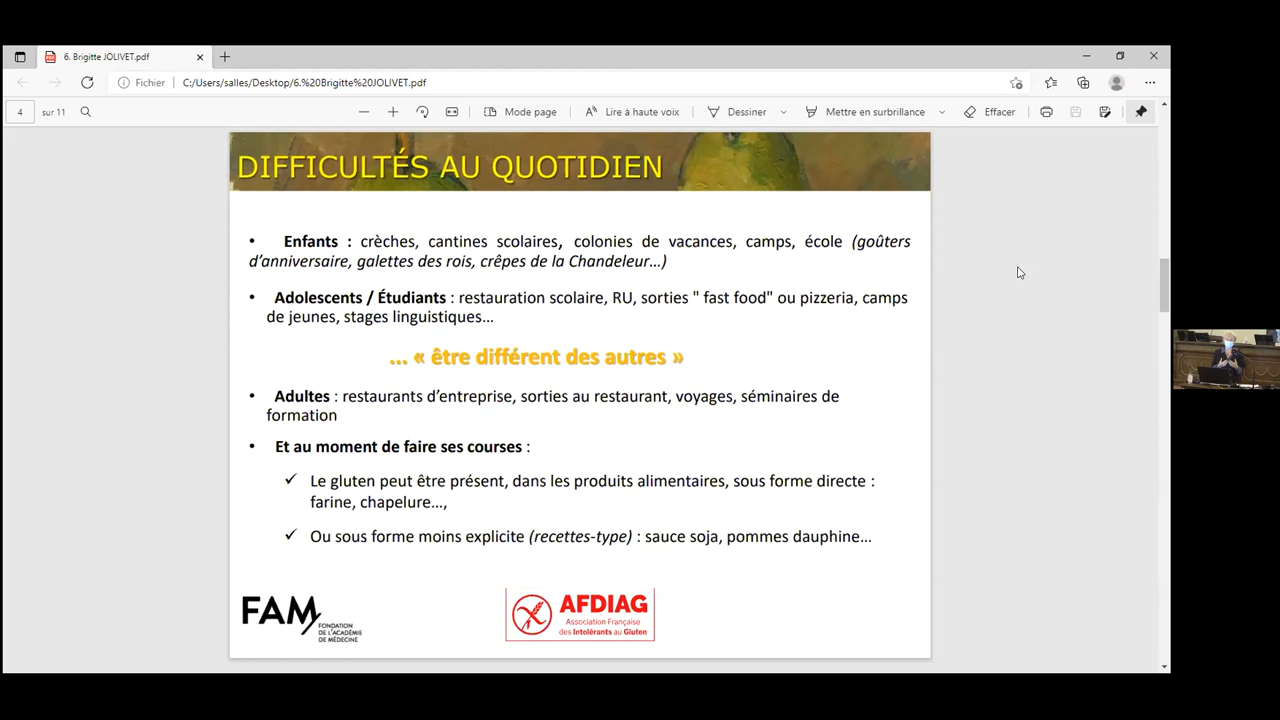 6. Brigitte JOLIVET.pdf
Fichier
C:/Users/salles/Desktop/6.%20Brigitte%20JOLIVET.pdf
4 sur 11
Mode page
Lire à haute voix
Dessiner
Mettre en surbrillance
Effacer
DIFFICULTÉS AU QUOTIDIEN
• Enfants : crèches, cantines scolaires, colonies de vacances, camps, école (goûters
d’anniversaire, galettes des rois, crêpes de la Chandeleur…)
• Adolescents / Étudiants : restauration scolaire, RU, sorties " fast food" ou pizzeria, camps
de jeunes, stages linguistiques…
… « être différent des autres »
• Adultes : restaurants d’entreprise, sorties au restaurant, voyages, séminaires de
formation
• Et au moment de faire ses courses :
✓ Le gluten peut être présent, dans les produits alimentaires, sous forme directe :
farine, chapelure…,
✓ Ou sous forme moins explicite (recettes-type) : sauce soja, pommes dauphine…
FAM
FONDATION
DE L'ACADÉMIE
DE MÉDECINE
AFDIAG
Association Française
des Intolérants au Gluten